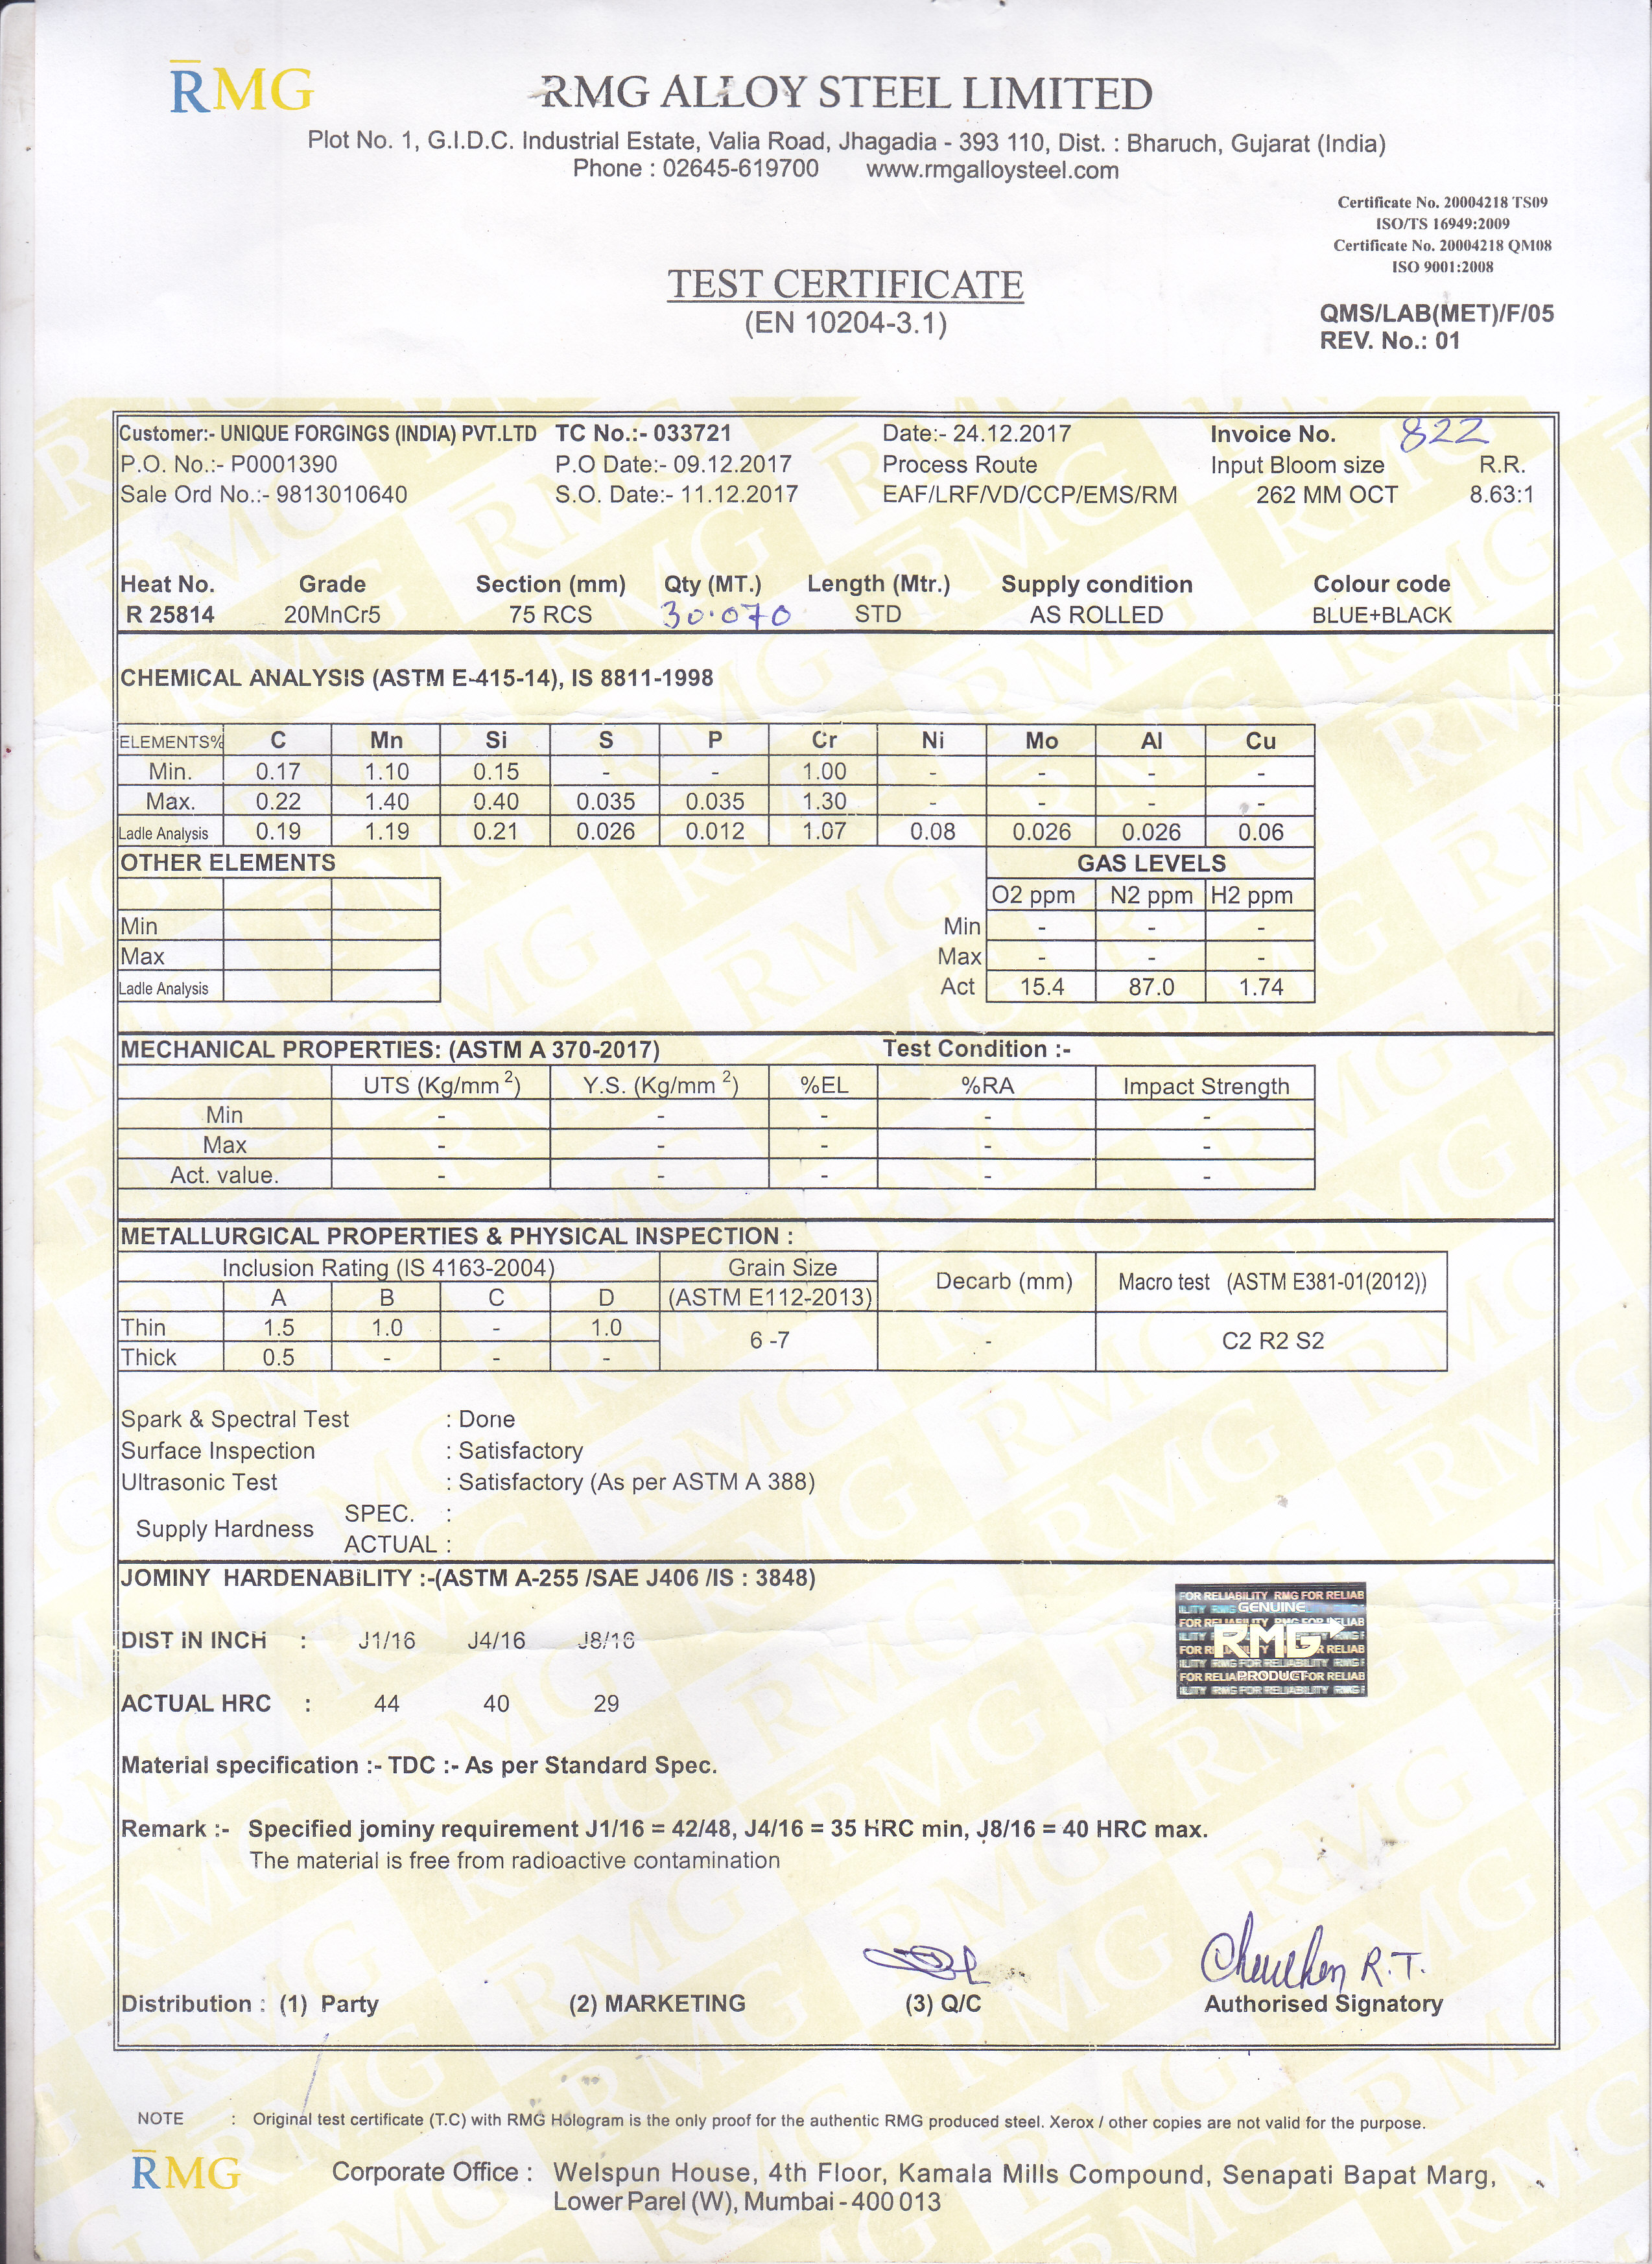 RMG RMG ALLOY STEEL LIMITED
Plot No. 1, G.I.D.C. Industrial Estate, Valia Road, Jhagadia - 393 110, Dist. : Bharuch, Gujarat (India)
Phone : 02645-619700 www.rmgalloysteel.com
Certificate No. 20004218 TS09
ISO/TS 16949:2009
Certificate No. 20004218 QM08
ISO 9001:2008
TEST CERTIFICATE
(EN 10204-3.1)
QMS/LAB(MET)/F/05
REV. No.: 01
Customer:- UNIQUE FORGINGS (INDIA) PVT.LTD TC No.:- 033721 Date:- 24.12.2017 Invoice No. 822
P.O. No.:- P0001390 P.O Date:- 09.12.2017 Process Route Input Bloom size R.R.
Sale Ord No.:- 9813010640 S.O. Date:- 11.12.2017 EAF/LRF/VD/CCP/EMS/RM 262 MM OCT 8.63:1
Heat No. Grade Section (mm) Qty (MT.) Length (Mtr.) Supply condition Colour code
R 25814 20MnCr5 75 RCS 30.070 STD AS ROLLED BLUE+BLACK
CHEMICAL ANALYSIS (ASTM E-415-14), IS 8811-1998
ELEMENTS% C Mn Si S P Cr Ni Mo Al Cu
Min. 0.17 1.10 0.15 - - 1.00 - - - -
Max. 0.22 1.40 0.40 0.035 0.035 1.30 - - - -
Ladle Analysis 0.19 1.19 0.21 0.026 0.012 1.07 0.08 0.026 0.026 0.06
OTHER ELEMENTS GAS LEVELS
O2 ppm N2 ppm H2 ppm
Min Min - - -
Max Max - - -
Ladle Analysis Act 15.4 87.0 1.74
MECHANICAL PROPERTIES: (ASTM A 370-2017) Test Condition :-
UTS (Kg/mm 2) Y.S. (Kg/mm 2) %EL %RA Impact Strength
Min - - - - -
Max - - - - -
Act. value. - - - - -
METALLURGICAL PROPERTIES & PHYSICAL INSPECTION :
Inclusion Rating (IS 4163-2004) Grain Size Decarb (mm) Macro test (ASTM E381-01(2012))
A B C D (ASTM E112-2013)
Thin 1.5 1.0 - 1.0 6 -7 - C2 R2 S2
Thick 0.5 - - -
Spark & Spectral Test : Done
Surface Inspection : Satisfactory
Ultrasonic Test : Satisfactory (As per ASTM A 388)
Supply Hardness SPEC. :
ACTUAL :
JOMINY HARDENABILITY :-(ASTM A-255 /SAE J406 /IS : 3848)
FOR RELIABILITY RMG FOR RELIAB
GENUINE
RMG
PRODUCT
DIST IN INCH : J1/16 J4/16 J8/16
ACTUAL HRC : 44 40 29
Material specification :- TDC :- As per Standard Spec.
Remark :- Specified jominy requirement J1/16 = 42/48, J4/16 = 35 HRC min, J8/16 = 40 HRC max.
The material is free from radioactive contamination
R.T.
Distribution : (1) Party (2) MARKETING (3) Q/C Authorised Signatory
NOTE : Original test certificate (T.C) with RMG Hologram is the only proof for the authentic RMG produced steel. Xerox / other copies are not valid for the purpose.
RMG Corporate Office : Welspun House, 4th Floor, Kamala Mills Compound, Senapati Bapat Marg,
Lower Parel (W), Mumbai - 400 013